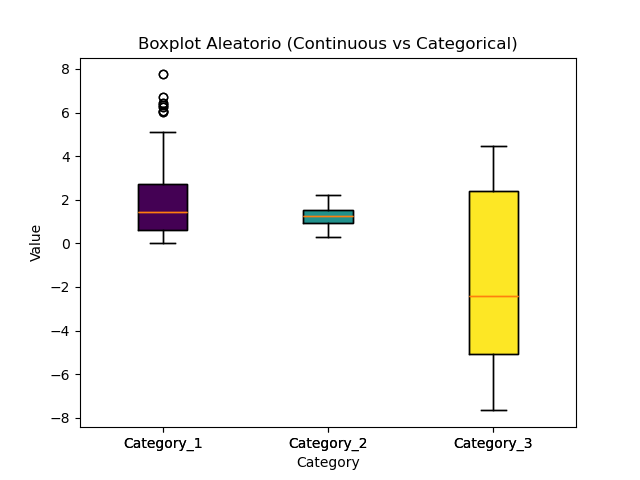 Boxplot Aleatorio (Continuous vs Categorical)
8
6
4
2
0
−2
−4
−6
−8
Value
Category_1 Category_2 Category_3
Category